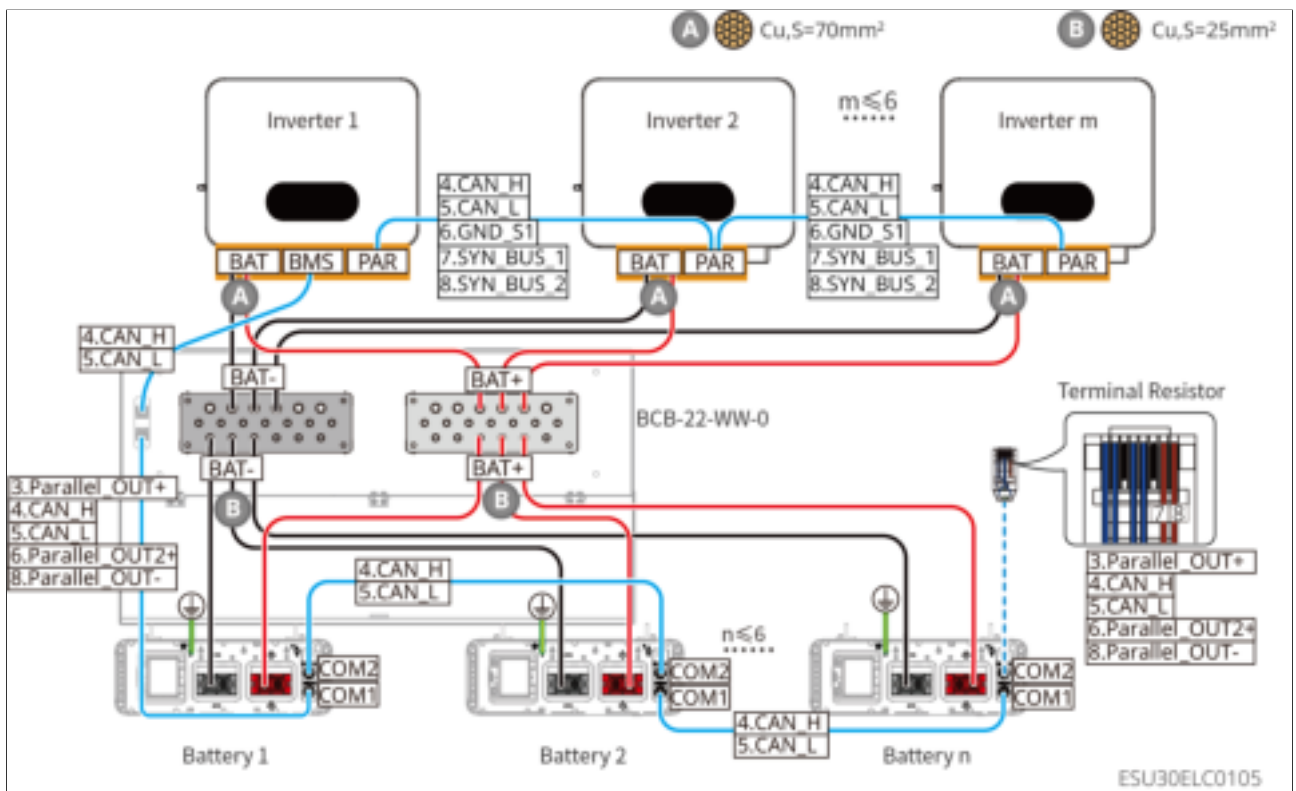 A Cu,S=70mm²
B Cu,S=25mm²
Inverter 1
Inverter 2
m≤6
Inverter m
4.CAN_H
5.CAN_L
6.GND_S1
7.SYN_BUS_1
8.SYN_BUS_2
4.CAN_H
5.CAN_L
6.GND_S1
7.SYN_BUS_1
8.SYN_BUS_2
BAT BMS PAR
BAT PAR
BAT PAR
A
A
A
4.CAN_H
5.CAN_L
BAT-
BAT+
BCB-22-WW-0
Terminal Resistor
BAT-
BAT+
B
B
3.Parallel_OUT+
4.CAN_H
5.CAN_L
6.Parallel_OUT2+
8.Parallel_OUT-
7 8
3.Parallel_OUT+
4.CAN_H
5.CAN_L
6.Parallel_OUT2+
8.Parallel_OUT-
4.CAN_H
5.CAN_L
n≤6
COM2
COM1
COM2
COM1
COM2
COM1
4.CAN_H
5.CAN_L
Battery 1
Battery 2
Battery n
ESU30ELC0105